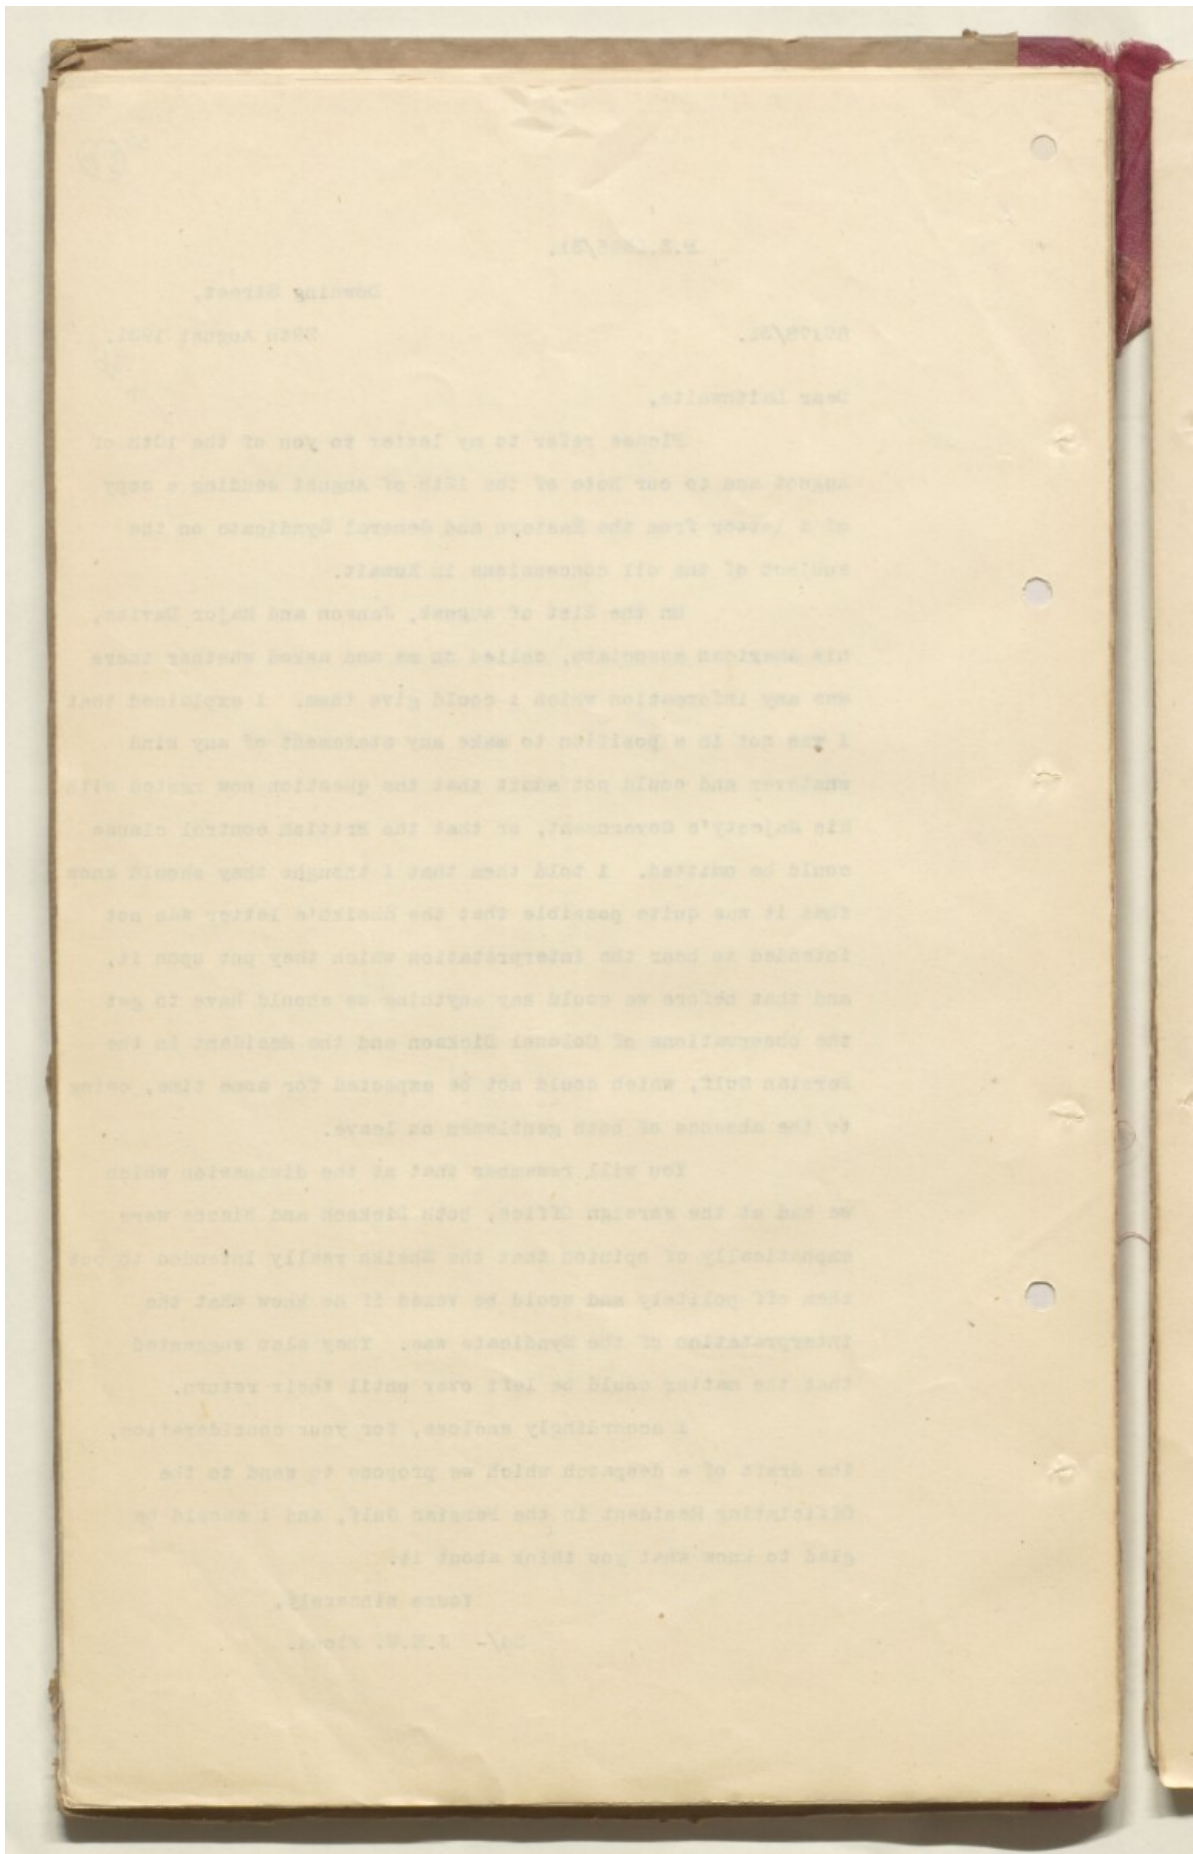 Downing Street,
August 1931.
Dear Laithwaite,
Please refer to my letter to you of the 10th of
August and to our note of the 19th of August sending a copy
of a letter from the Eastern and General Syndicate on the
subject of the oil concessions in Kuwait.
On the 21st of August, Janson and Major Davies,
his American associate, called on me and asked whether there
was any information which I could give them. I explained that
I was not in a position to make any statement of any kind
whatever and could not admit that the question now rested with
His Majesty's Government, or that the British control clause
could be omitted. I told them that I thought they should know
that it was quite possible that the Sheikh's letter was not
intended to bear the interpretation which they put upon it,
and that before we could say anything we should have to get
the observations of Colonel Dickson and the Resident in the
Persian Gulf, which could not be expected for some time, owing
to the absence of both gentlemen on leave.
You will remember that at the discussion which
we had at the Foreign Office, both Dickson and Biscoe were
emphatically of opinion that the Sheikh really intended to put
them off politely and would be vexed if he knew what the
interpretation of the Syndicate was. They also suggested
that the matter could be left over until their return.
I accordingly enclose, for your consideration,
the draft of a despatch which we propose to send to the
Officiating Resident in the Persian Gulf, and I should be
glad to know what you think about it.
Yours sincerely,